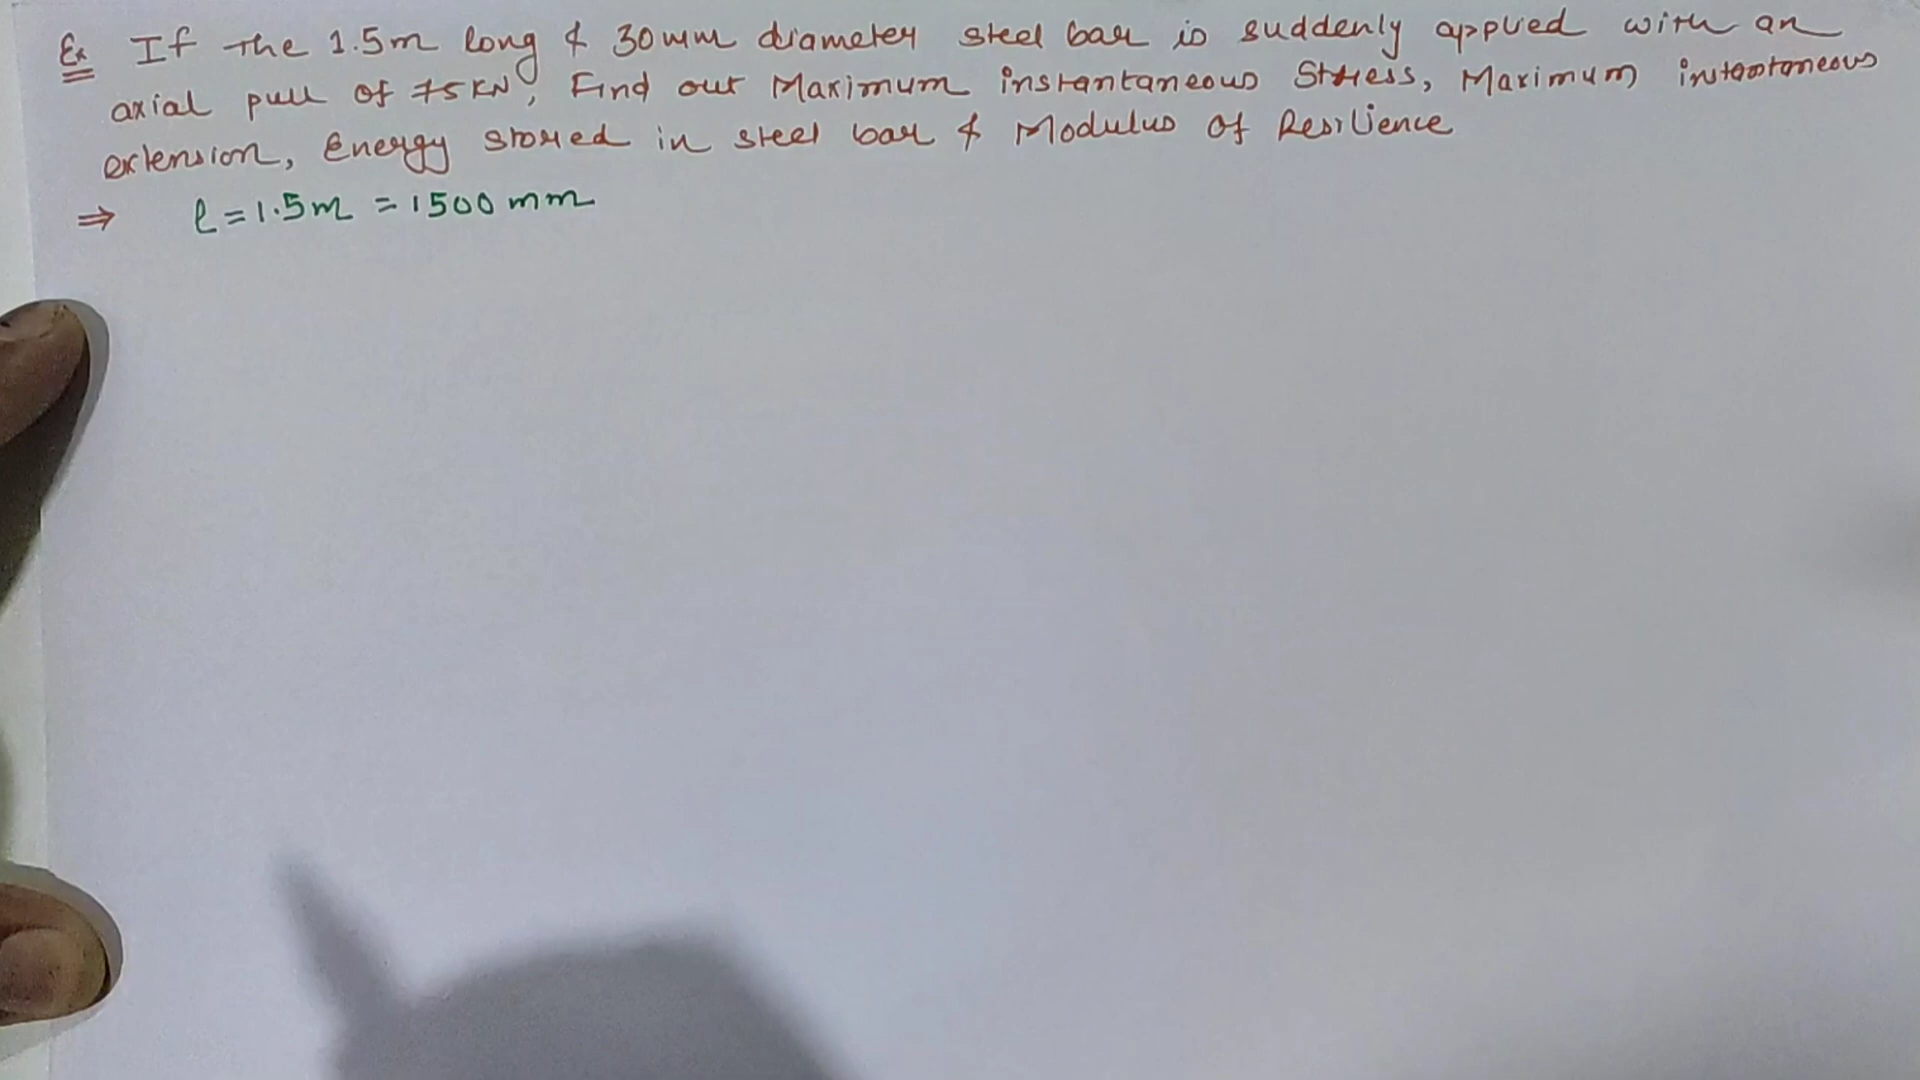 Ex If the 1.5m long & 30mm diameter steel bar is suddenly applied with an
axial pull of 75 KN, Find out Maximum instantaneous Stress, Maximum instantaneous
extension, Energy stored in steel bar & Modulus of Resilience
⇒ l = 1.5m = 1500 mm